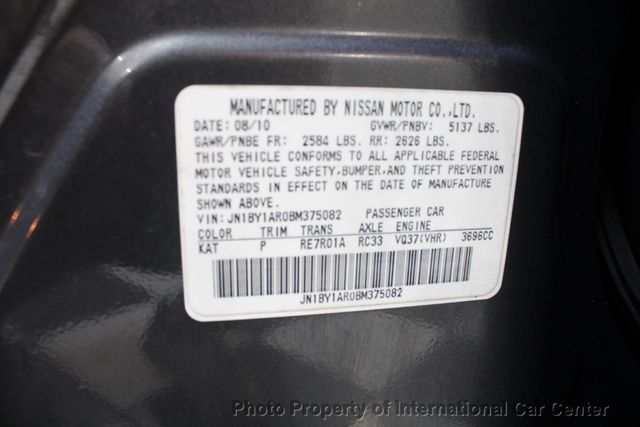 MANUFACTURED BY NISSAN MOTOR CO.,LTD.
DATE: 08/10 GVWR/PNBV: 5137 LBS.
GAWR/PNBE FR: 2584 LBS. RR: 2626 LBS.
THIS VEHICLE CONFORMS TO ALL APPLICABLE FEDERAL
MOTOR VEHICLE SAFETY,BUMPER,AND THEFT PREVENTION
STANDARDS IN EFFECT ON THE DATE OF MANUFACTURE
SHOWN ABOVE.
VIN: JN1BY1AR0BM375082 PASSENGER CAR
COLOR TRIM TRANS AXLE ENGINE
KAT P RE7R01A RC33 VQ37(VHR) 3696CC
JN1BY1AR0BM375082
Photo Property of International Car Center